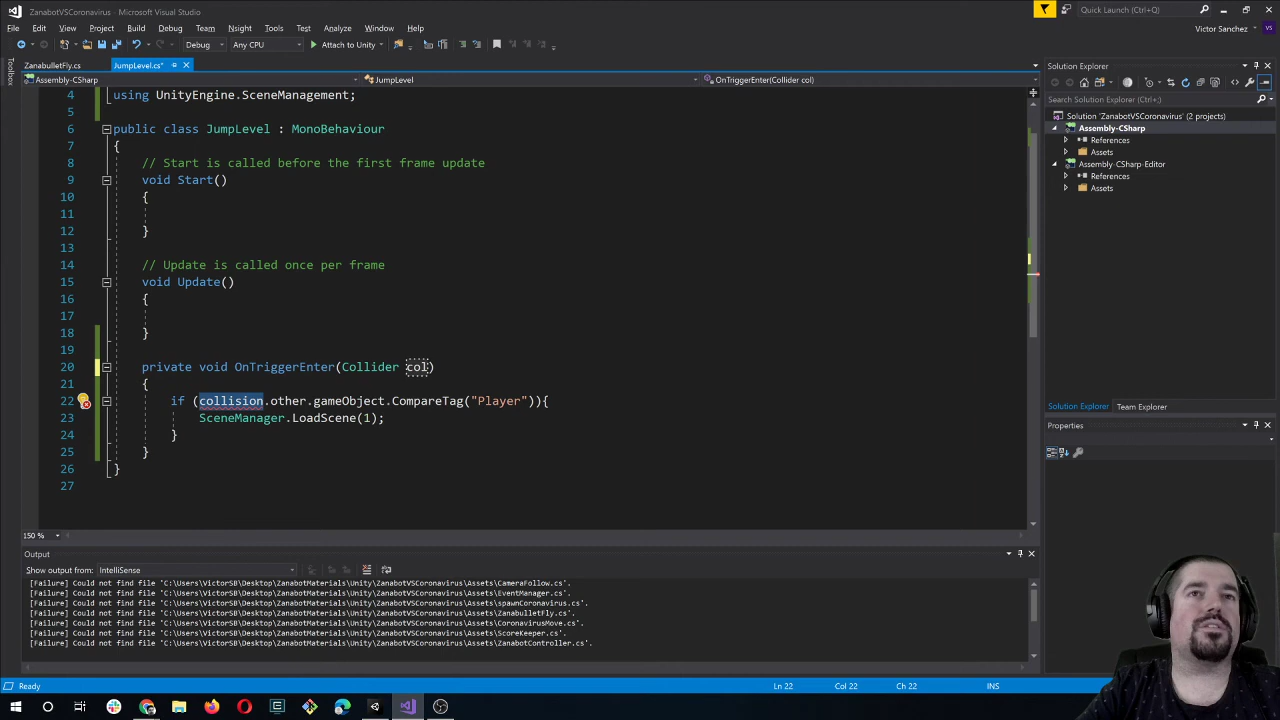 ZanabotVSCoronavirus - Microsoft Visual Studio
Quick Launch (Ctrl+Q)
File Edit View Project Build Debug Team Tools Test Analyze Window Help
Victor Sanchez
VS
Debug Any CPU Attach to Unity
Toolbox
ZanabulletFly.cs JumpLevel.cs*
Assembly-CSharp JumpLevel OnTriggerEnter(Collider col)
4 using UnityEngine.SceneManagement;
5
6 public class JumpLevel : MonoBehaviour
7 {
8 // Start is called before the first frame update
9 void Start()
10 {
11
12 }
13
14 // Update is called once per frame
15 void Update()
16 {
17
18 }
19
20 private void OnTriggerEnter(Collider col)
21 {
22 if (collision.other.gameObject.CompareTag("Player")){
23 SceneManager.LoadScene(1);
24 }
25 }
26 }
27
150 %
Output
Show output from: IntelliSense
[Failure] Could not find file 'C:\Users\VictorSB\Desktop\ZanabotMaterials\Unity\ZanabotVSCoronavirus\Assets\CameraFollow.cs'.
[Failure] Could not find file 'C:\Users\VictorSB\Desktop\ZanabotMaterials\Unity\ZanabotVSCoronavirus\Assets\EventManager.cs'.
[Failure] Could not find file 'C:\Users\VictorSB\Desktop\ZanabotMaterials\Unity\ZanabotVSCoronavirus\Assets\spawnCoronavirus.cs'.
[Failure] Could not find file 'C:\Users\VictorSB\Desktop\ZanabotMaterials\Unity\ZanabotVSCoronavirus\Assets\ZanabulletFly.cs'.
[Failure] Could not find file 'C:\Users\VictorSB\Desktop\ZanabotMaterials\Unity\ZanabotVSCoronavirus\Assets\CoronavirusMove.cs'.
[Failure] Could not find file 'C:\Users\VictorSB\Desktop\ZanabotMaterials\Unity\ZanabotVSCoronavirus\Assets\ScoreKeeper.cs'.
[Failure] Could not find file 'C:\Users\VictorSB\Desktop\ZanabotMaterials\Unity\ZanabotVSCoronavirus\Assets\ZanabotController.cs'.
Solution Explorer
Search Solution Explorer (Ctrl+;)
Solution 'ZanabotVSCoronavirus' (2 projects)
Assembly-CSharp
References
Assets
Assembly-CSharp-Editor
References
Assets
Solution Explorer Team Explorer
Properties
Ready Ln 22 Col 22 Ch 22 INS